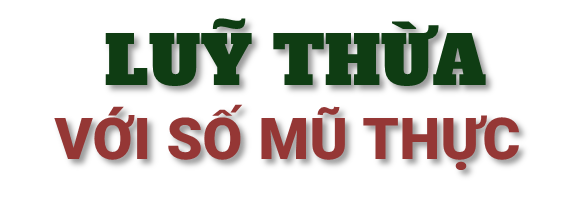 LUỸ THỪA
VỚI SỐ MŨ THỰC